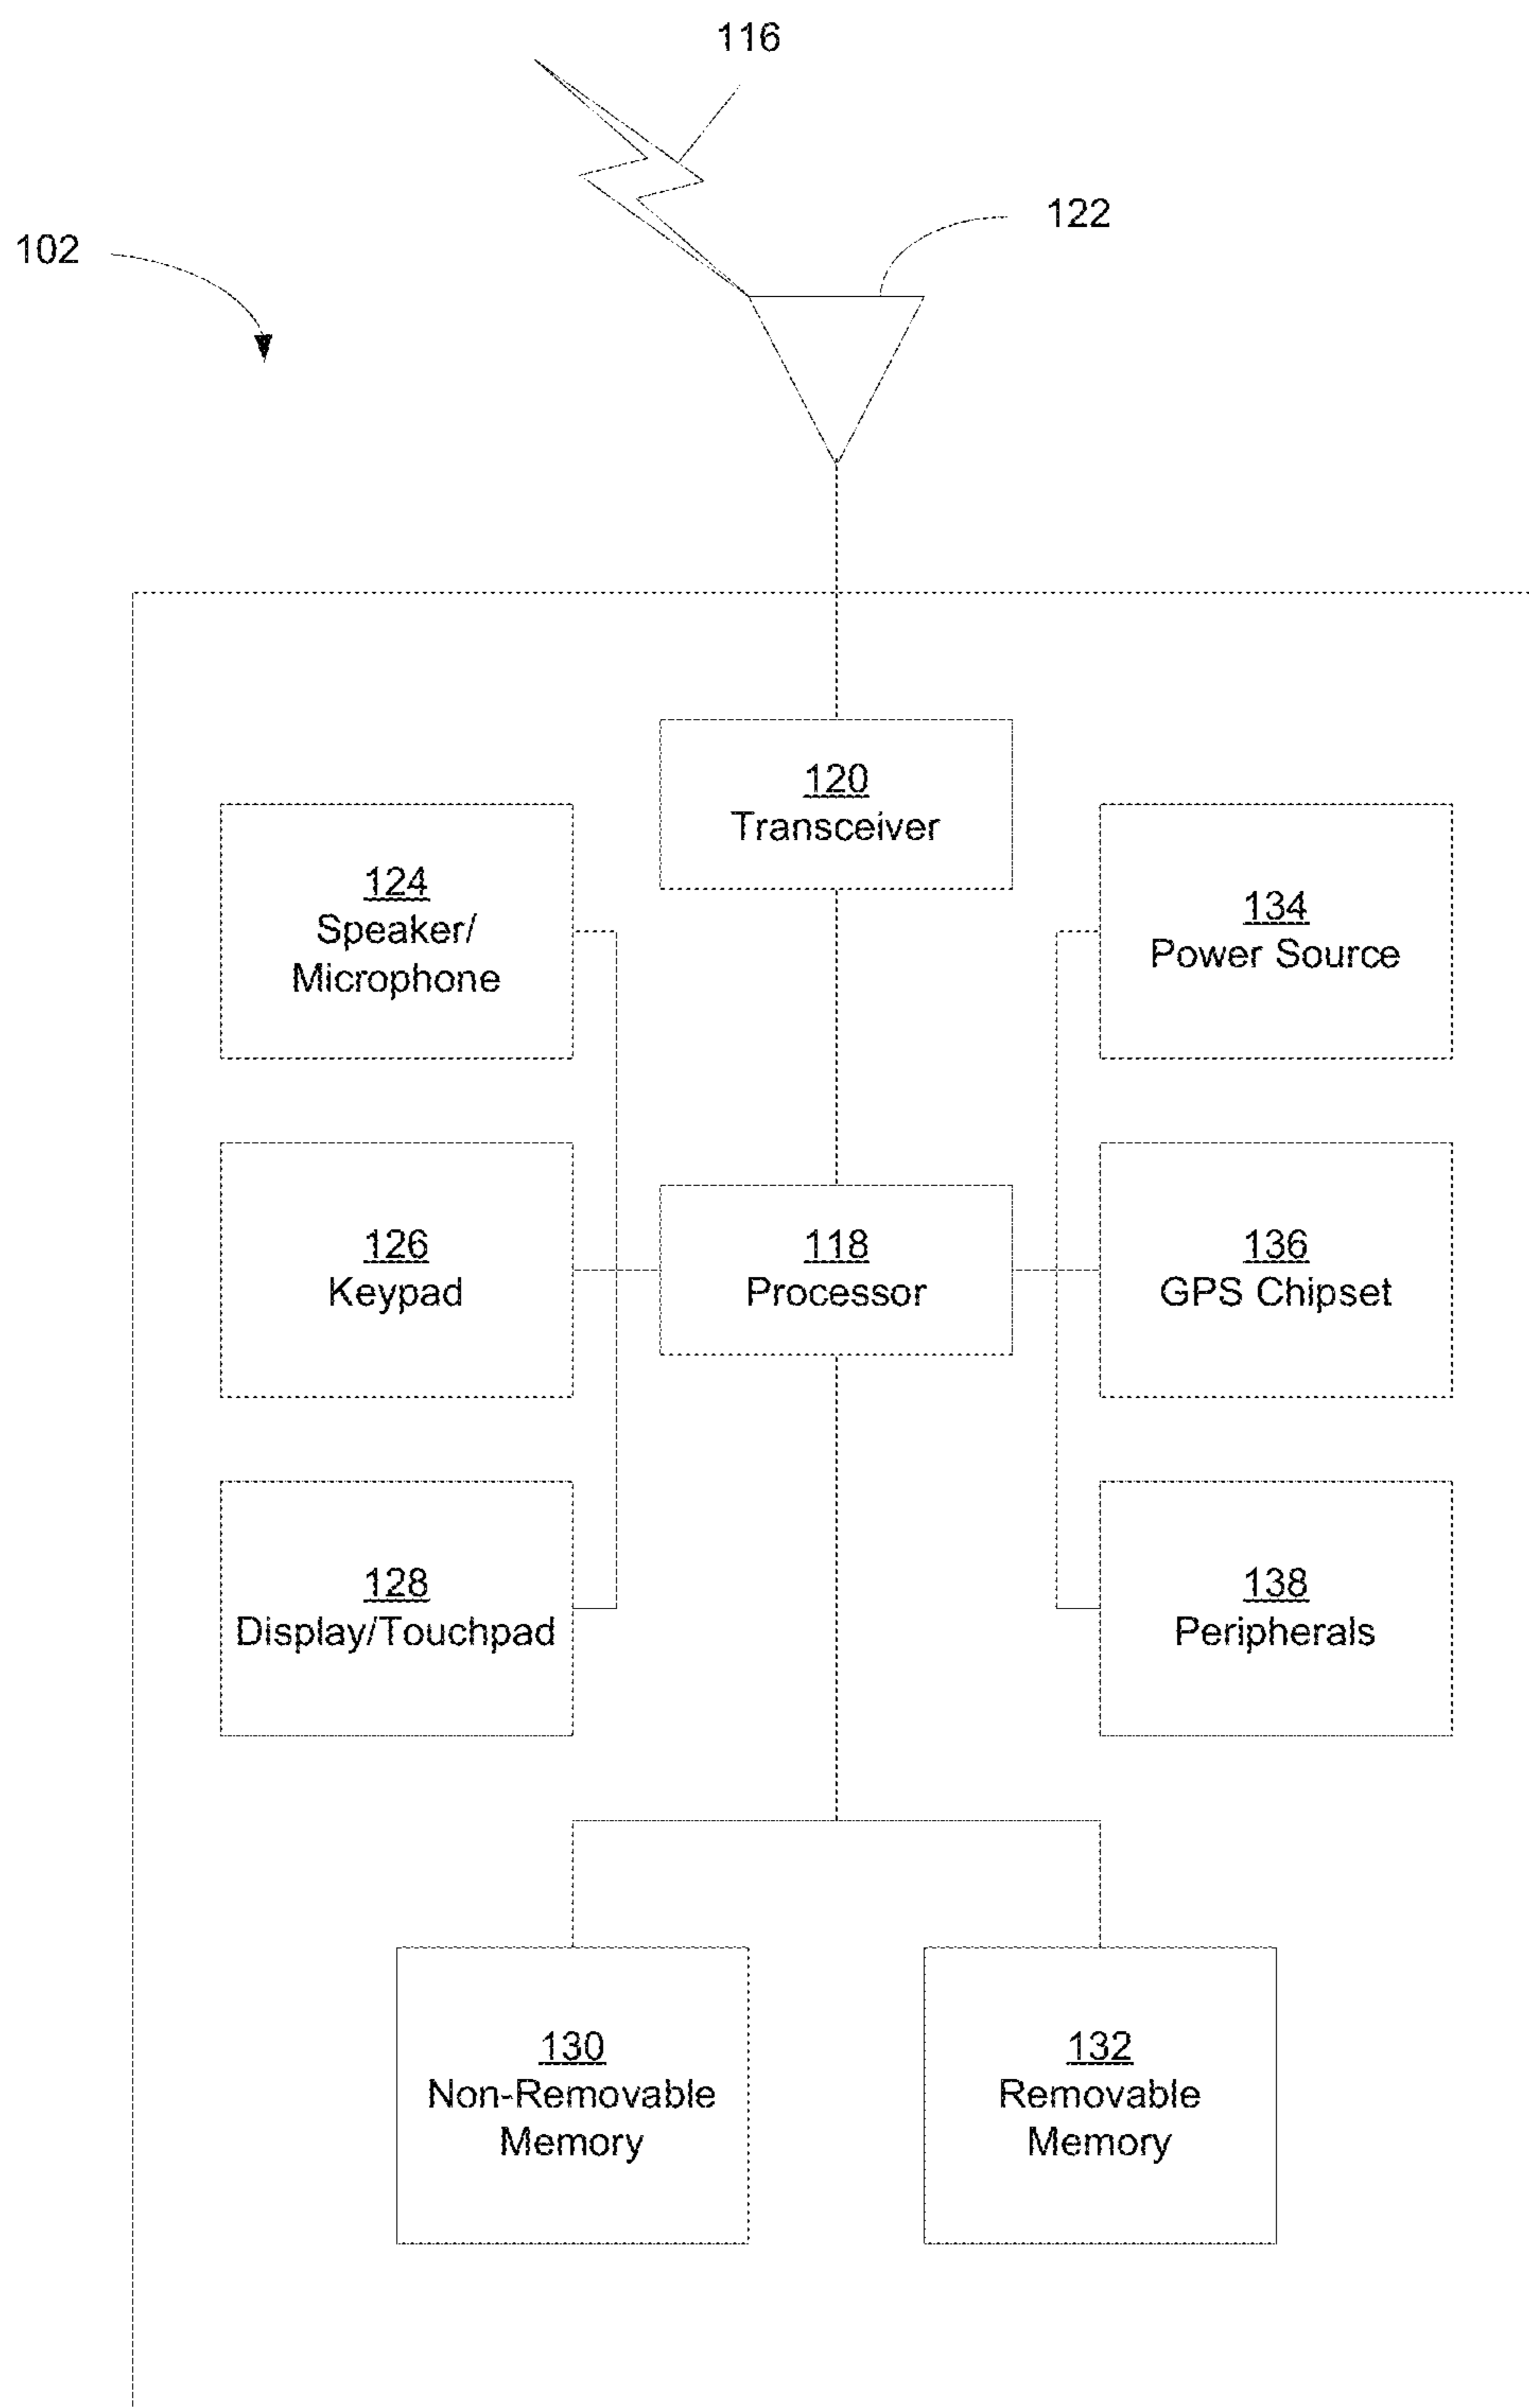 116
122
102
120
Transceiver
124
Speaker/
Microphone
134
Power Source
126
Keypad
118
Processor
136
GPS Chipset
128
Display/Touchpad
138
Peripherals
130
Non-Removable
Memory
132
Removable
Memory